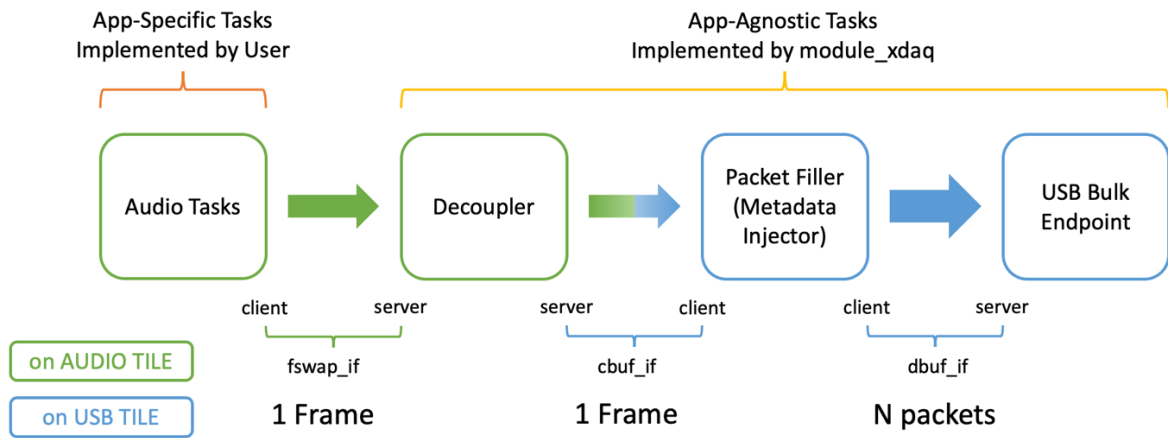 App-Specific Tasks
Implemented by User
App-Agnostic Tasks
Implemented by module_xdaq
Audio Tasks
Decoupler
Packet Filler
(Metadata
Injector)
USB Bulk
Endpoint
client
server
server
client
client
server
fswap_if
cbuf_if
dbuf_if
on AUDIO TILE
on USB TILE
1 Frame
1 Frame
N packets